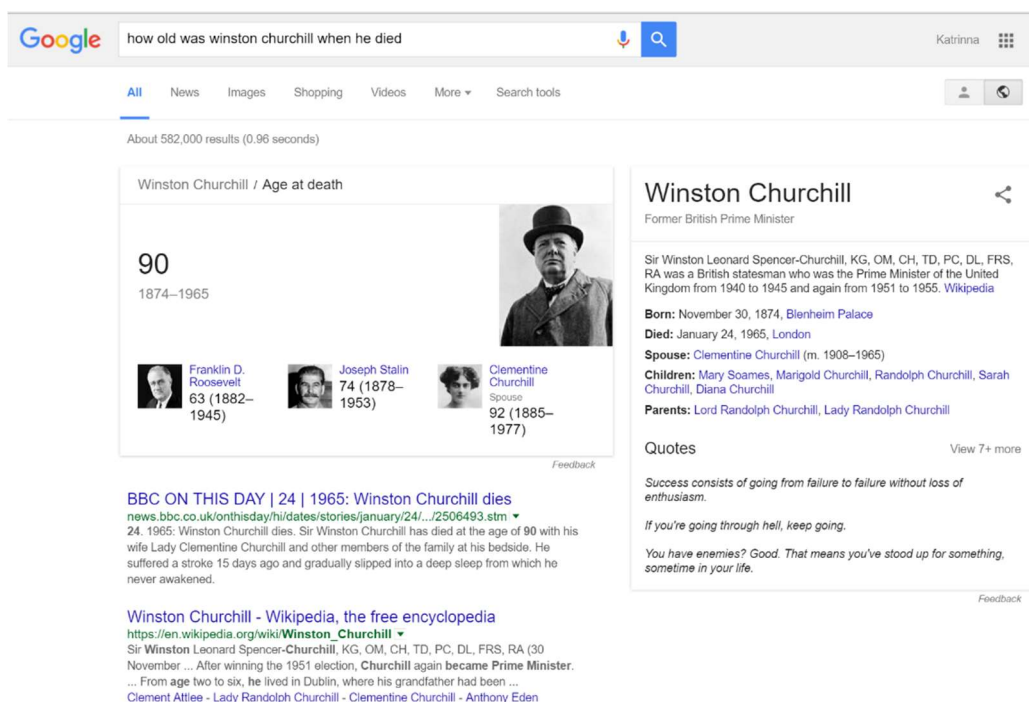 Google
how old was winston churchill when he died
Katrinna
All News Images Shopping Videos More Search tools
About 582,000 results (0.96 seconds)
Winston Churchill / Age at death
90
1874–1965
Franklin D.
Roosevelt
63 (1882–
1945)
Joseph Stalin
74 (1878–
1953)
Clementine
Churchill
Spouse
92 (1885–
1977)
Feedback
BBC ON THIS DAY | 24 | 1965: Winston Churchill dies
news.bbc.co.uk/onthisday/hi/dates/stories/january/24/.../2506493.stm
24. 1965: Winston Churchill dies. Sir Winston Churchill has died at the age of 90 with his
wife Lady Clementine Churchill and other members of the family at his bedside. He
suffered a stroke 15 days ago and gradually slipped into a deep sleep from which he
never awakened.
Winston Churchill - Wikipedia, the free encyclopedia
https://en.wikipedia.org/wiki/Winston_Churchill
Sir Winston Leonard Spencer-Churchill, KG, OM, CH, TD, PC, DL, FRS, RA (30
November ... After winning the 1951 election, Churchill again became Prime Minister.
... From age two to six, he lived in Dublin, where his grandfather had been ...
Clement Attlee - Lady Randolph Churchill - Clementine Churchill - Anthony Eden
Winston Churchill
Former British Prime Minister
Sir Winston Leonard Spencer-Churchill, KG, OM, CH, TD, PC, DL, FRS,
RA was a British statesman who was the Prime Minister of the United
Kingdom from 1940 to 1945 and again from 1951 to 1955. Wikipedia
Born: November 30, 1874, Blenheim Palace
Died: January 24, 1965, London
Spouse: Clementine Churchill (m. 1908–1965)
Children: Mary Soames, Marigold Churchill, Randolph Churchill, Sarah
Churchill, Diana Churchill
Parents: Lord Randolph Churchill, Lady Randolph Churchill
Quotes
View 7+ more
Success consists of going from failure to failure without loss of
enthusiasm.
If you're going through hell, keep going.
You have enemies? Good. That means you've stood up for something,
sometime in your life.
Feedback